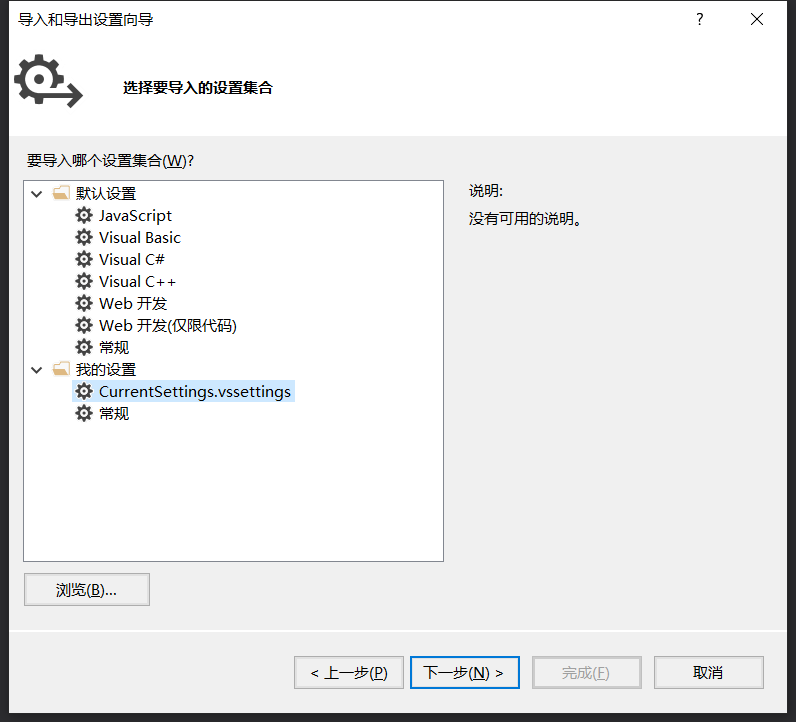 导入和导出设置向导
?
选择要导入的设置集合
要导入哪个设置集合(W)?
默认设置
JavaScript
Visual Basic
Visual C#
Visual C++
Web 开发
Web 开发(仅限代码)
常规
我的设置
CurrentSettings.vssettings
常规
说明:
没有可用的说明。
浏览(B)...
< 上一步(P)
下一步(N) >
完成(F)
取消